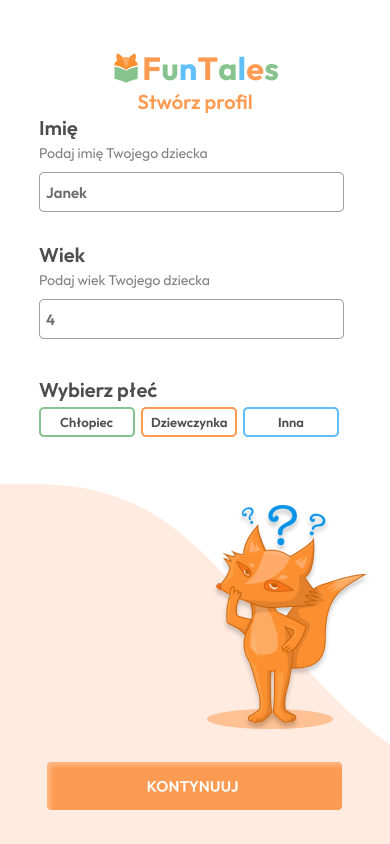 FunTales
Stwórz profil
Imię
Podaj imię Twojego dziecka
Janek
Wiek
Podaj wiek Twojego dziecka
4
Wybierz płeć
Chłopiec Dziewczynka Inna
? ? ?
KONTYNUUJ